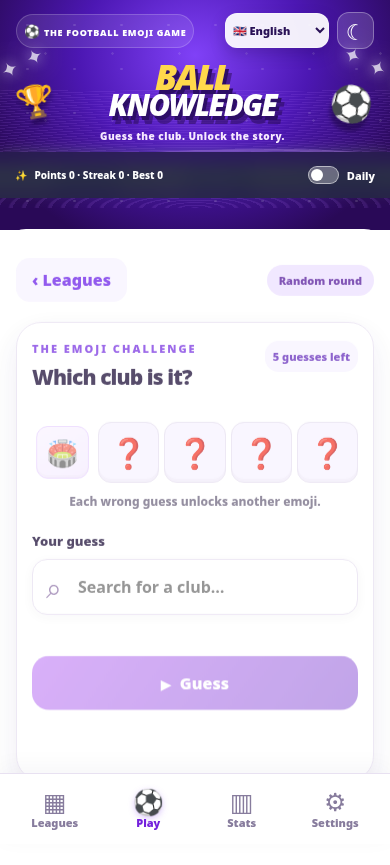 ⚽ THE FOOTBALL EMOJI GAME
🇬🇧 English
BALL
KNOWLEDGE
Guess the club. Unlock the story.
✨ Points 0 · Streak 0 · Best 0
Daily
‹ Leagues
Random round
THE EMOJI CHALLENGE
5 guesses left
Which club is it?
🏟️ ❓ ❓ ❓ ❓
Each wrong guess unlocks another emoji.
Your guess
Search for a club...
▶ Guess
Leagues
Play
Stats
Settings